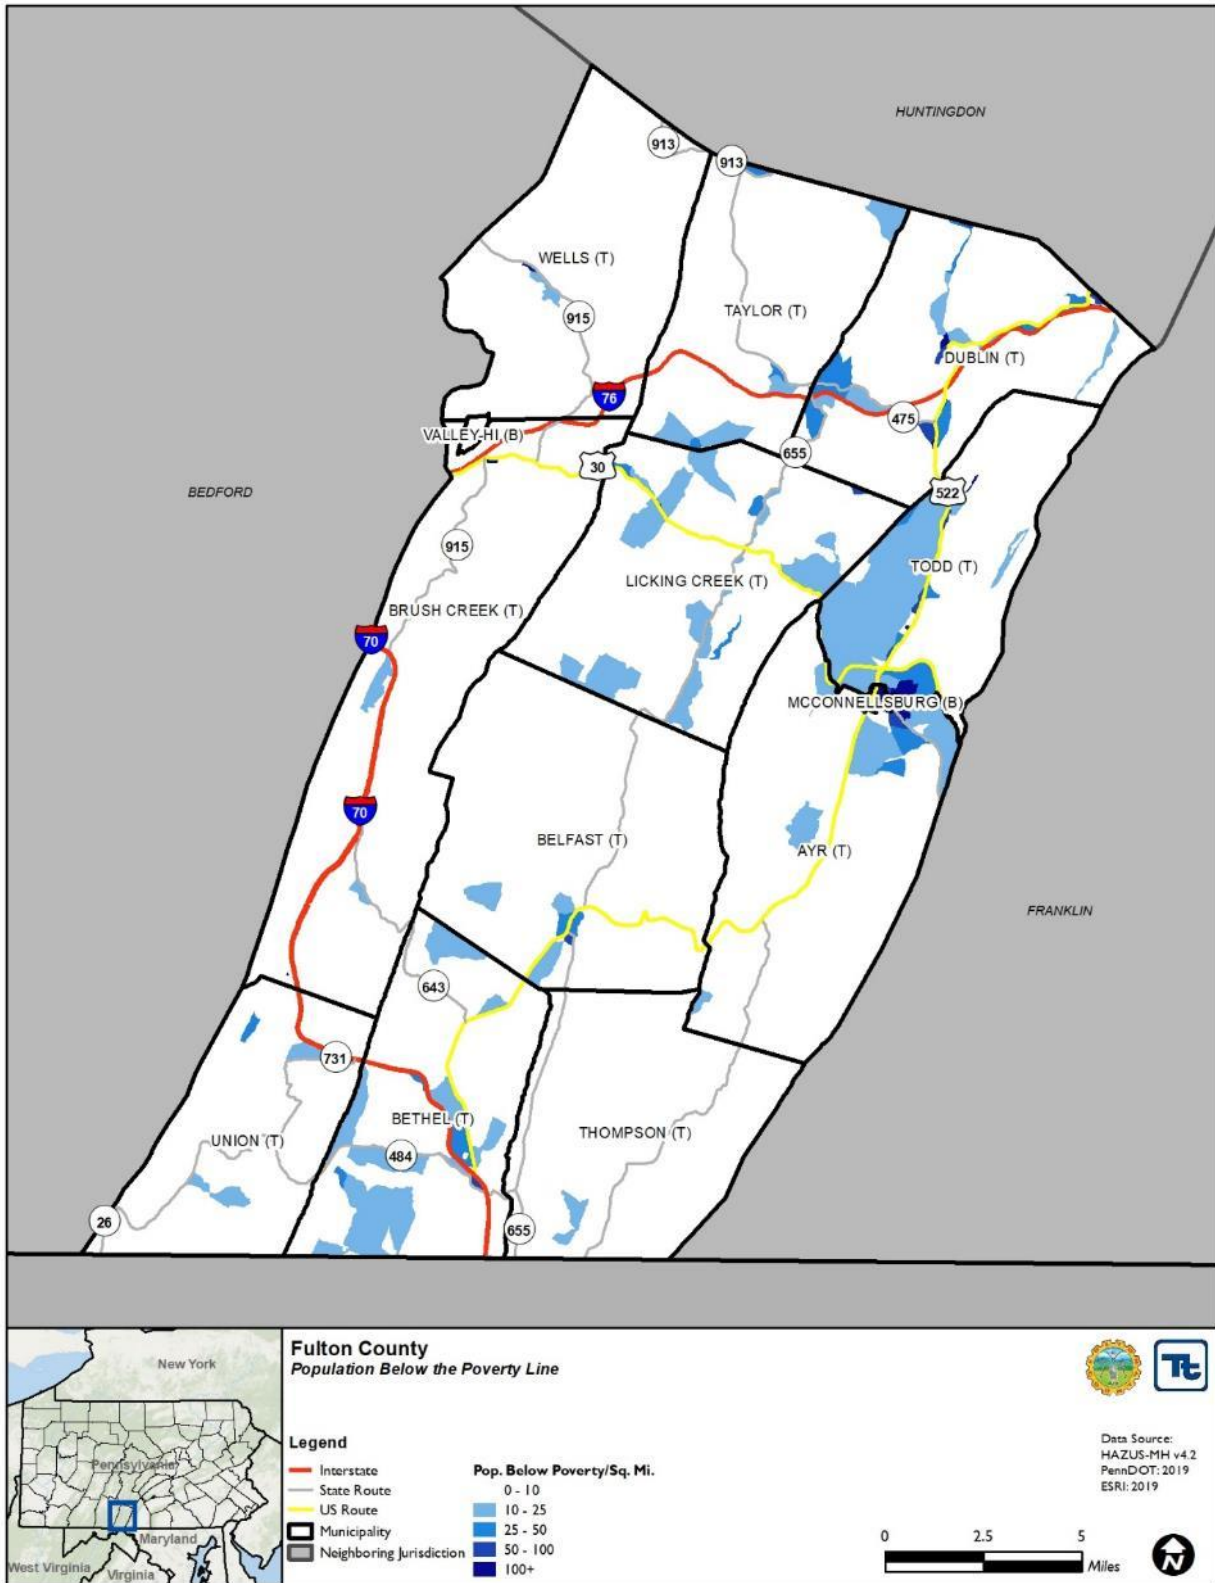 HUNTINGDON
913
913
WELLS (T)
TAYLOR (T)
915
DUBLIN (T)
76
475
VALLEY-HI (B)
655
30
BEDFORD
522
915
TODD (T)
LICKING CREEK (T)
BRUSH CREEK (T)
70
MCCONNELLSBURG (B)
70
BELFAST (T)
AYR (T)
FRANKLIN
643
731
BETHEL (T)
THOMPSON (T)
UNION (T)
484
26
655
New York
Pennsylvania
Maryland
West Virginia
Virginia
Fulton County
Population Below the Poverty Line
Legend
Interstate
State Route
US Route
Municipality
Neighboring Jurisdiction
Pop. Below Poverty/Sq. Mi.
0 - 10
10 - 25
25 - 50
50 - 100
100+
Tt
Data Source:
HAZUS-MH v4.2
PennDOT: 2019
ESRI: 2019
0 2.5 5
Miles
N